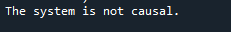 The system is not causal.